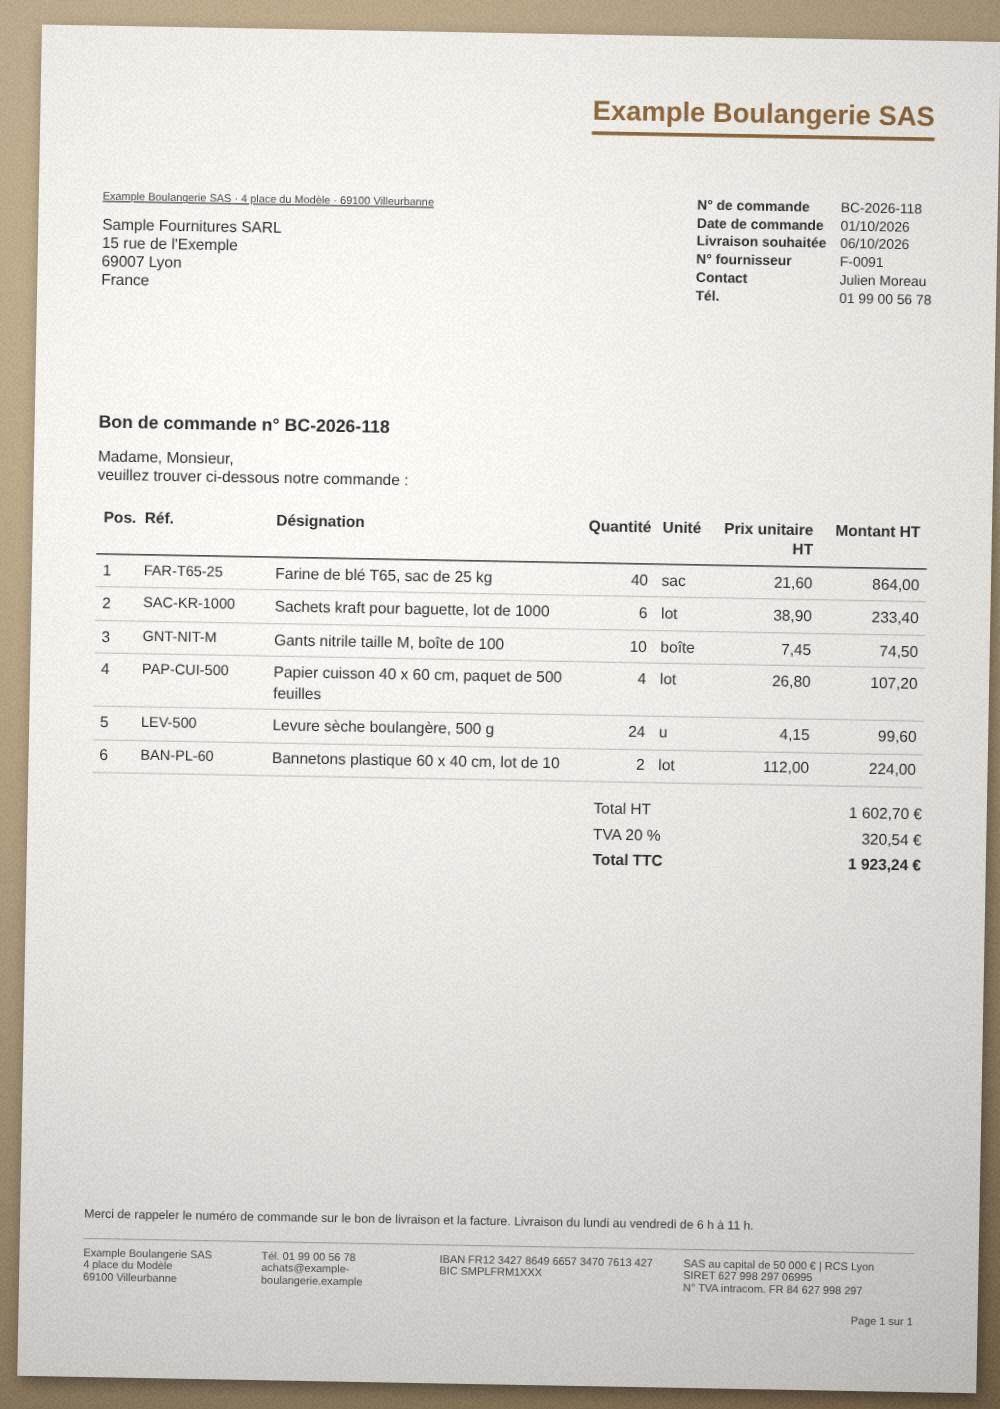 Example Boulangerie SAS
Example Boulangerie SAS · 4 place du Modèle · 69100 Villeurbanne
Sample Fournitures SARL
15 rue de l'Exemple
69007 Lyon
France
N° de commande BC-2026-118
Date de commande 01/10/2026
Livraison souhaitée 06/10/2026
N° fournisseur F-0091
Contact Julien Moreau
Tél. 01 99 00 56 78
Bon de commande n° BC-2026-118
Madame, Monsieur,
veuillez trouver ci-dessous notre commande :
Pos. Réf. Désignation Quantité Unité Prix unitaire Montant HT
HT
1 FAR-T65-25 Farine de blé T65, sac de 25 kg 40 sac 21,60 864,00
2 SAC-KR-1000 Sachets kraft pour baguette, lot de 1000 6 lot 38,90 233,40
3 GNT-NIT-M Gants nitrile taille M, boîte de 100 10 boîte 7,45 74,50
4 PAP-CUI-500 Papier cuisson 40 x 60 cm, paquet de 500 4 lot 26,80 107,20
feuilles
5 LEV-500 Levure sèche boulangère, 500 g 24 u 4,15 99,60
6 BAN-PL-60 Bannetons plastique 60 x 40 cm, lot de 10 2 lot 112,00 224,00
Total HT 1 602,70 €
TVA 20 % 320,54 €
Total TTC 1 923,24 €
Merci de rappeler le numéro de commande sur le bon de livraison et la facture. Livraison du lundi au vendredi de 6 h à 11 h.
Example Boulangerie SAS
4 place du Modèle
69100 Villeurbanne
Tél. 01 99 00 56 78
achats@example-
boulangerie.example
IBAN FR12 3427 8649 6657 3470 7613 427
BIC SMPLFRM1XXX
SAS au capital de 50 000 € | RCS Lyon
SIRET 627 998 297 06995
N° TVA intracom. FR 84 627 998 297
Page 1 sur 1